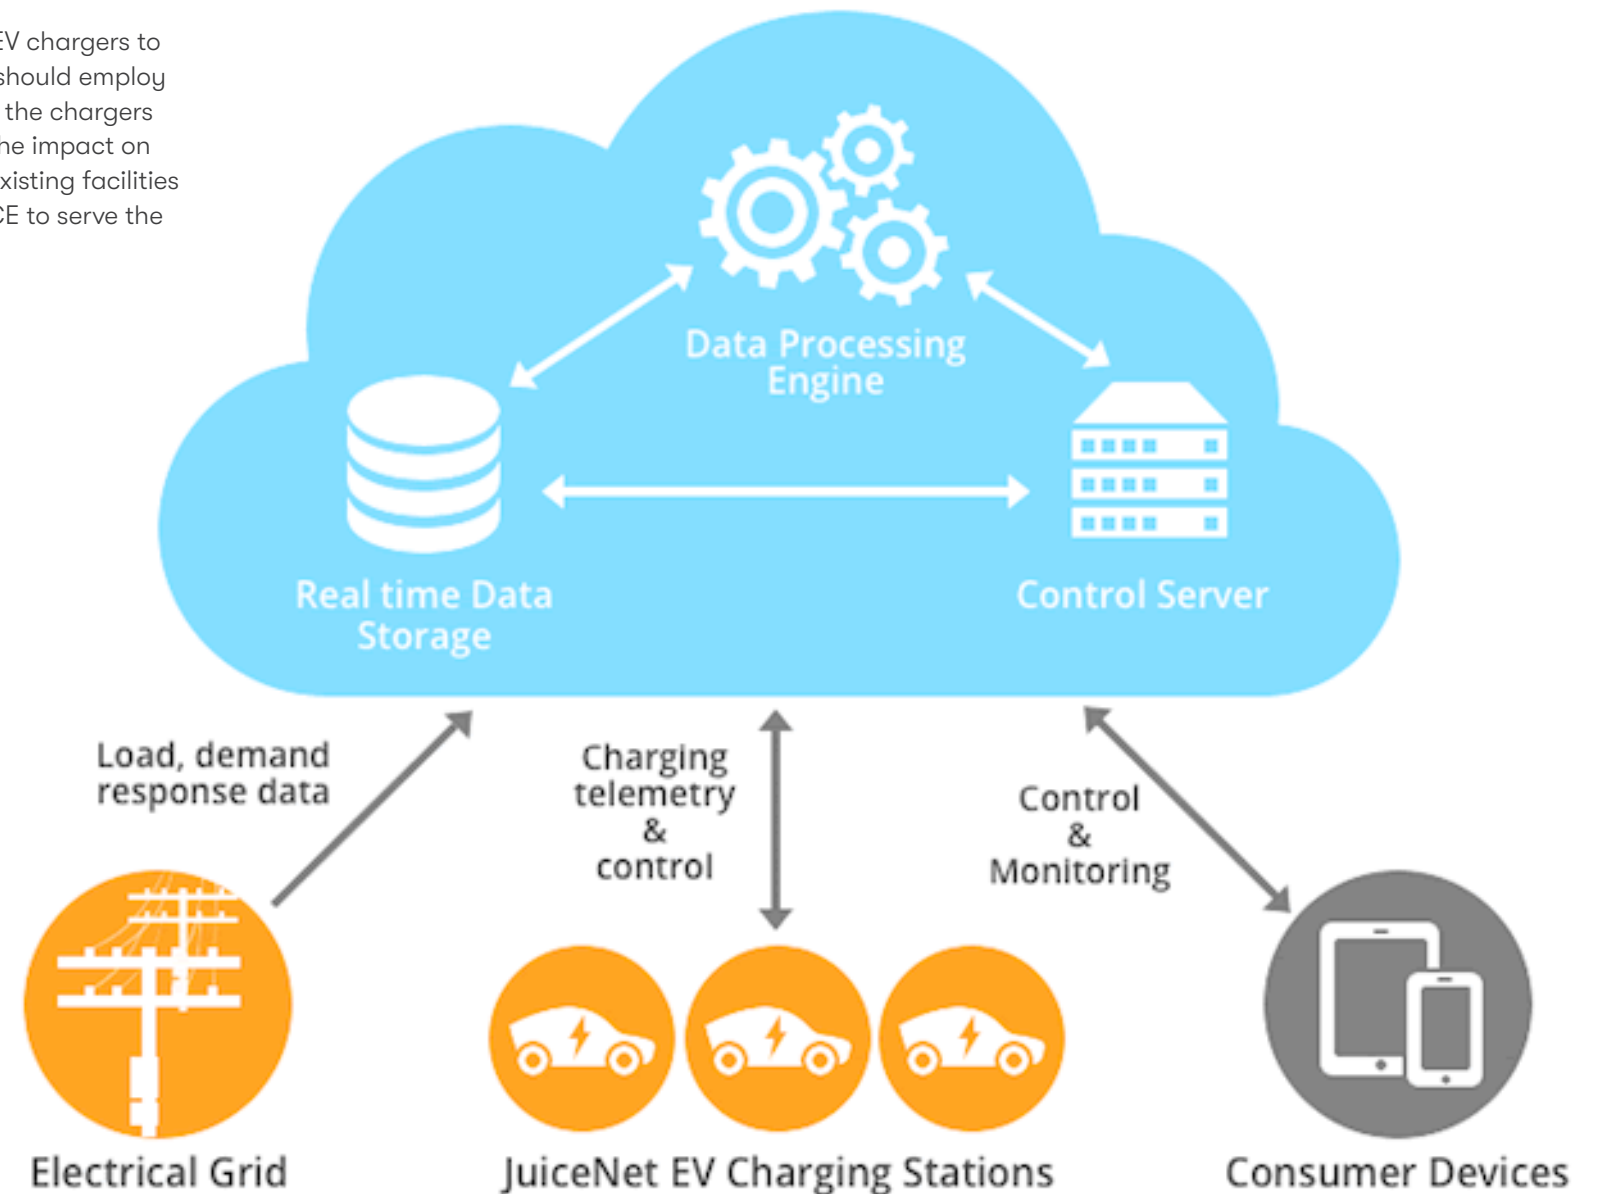 EV chargers to
should employ
the chargers
he impact on
xisting facilities
CE to serve the
Data Processing
Engine
Real time Data
Storage
Control Server
Load, demand
response data
Charging
telemetry
&
control
Control
&
Monitoring
Electrical Grid
JuiceNet EV Charging Stations
Consumer Devices